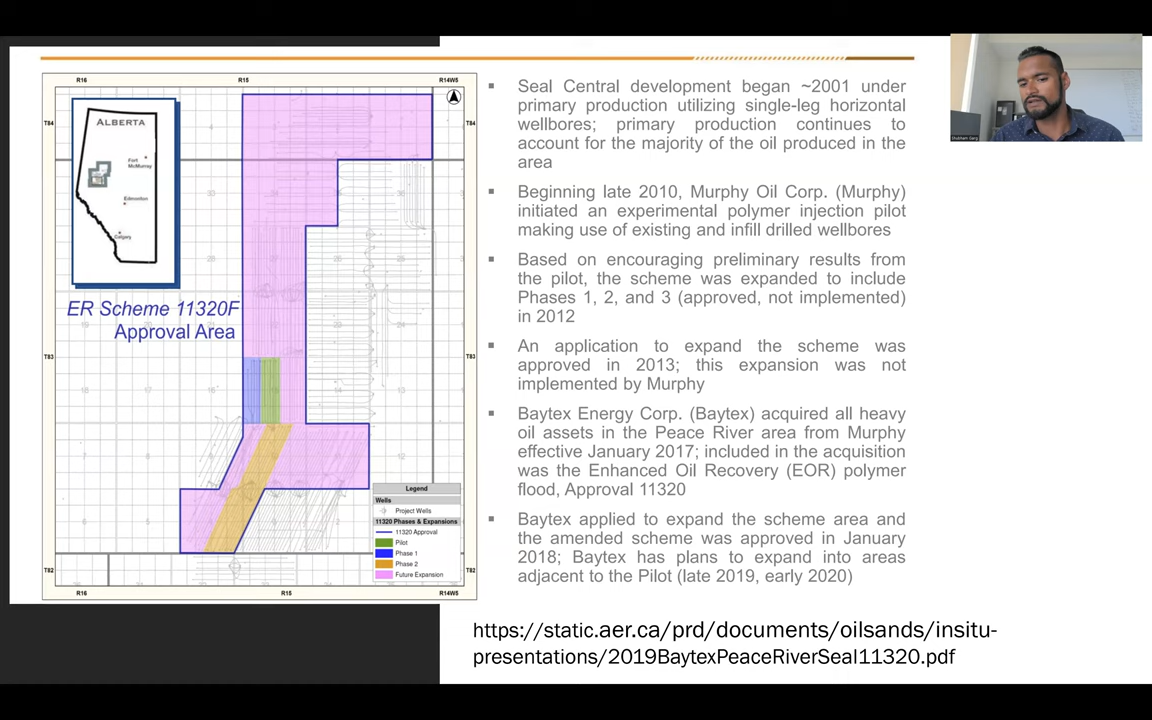 R16
R15
R14W5
ALBERTA
Fort
McMurray
Edmonton
Calgary
T84
T84
ER Scheme 11320F
Approval Area
T83
T83
T82
T82
Legend
Wells
Project Wells
11320 Phases & Expansions
11320 Approval
Pilot
Phase 1
Phase 2
Future Expansion
R16
R15
R14W5
▪ Seal Central development began ~2001 under
primary production utilizing single-leg horizontal
wellbores; primary production continues to
account for the majority of the oil produced in the
area
▪ Beginning late 2010, Murphy Oil Corp. (Murphy)
initiated an experimental polymer injection pilot
making use of existing and infill drilled wellbores
▪ Based on encouraging preliminary results from
the pilot, the scheme was expanded to include
Phases 1, 2, and 3 (approved, not implemented)
in 2012
▪ An application to expand the scheme was
approved in 2013; this expansion was not
implemented by Murphy
▪ Baytex Energy Corp. (Baytex) acquired all heavy
oil assets in the Peace River area from Murphy
effective January 2017; included in the acquisition
was the Enhanced Oil Recovery (EOR) polymer
flood, Approval 11320
▪ Baytex applied to expand the scheme area and
the amended scheme was approved in January
2018; Baytex has plans to expand into areas
adjacent to the Pilot (late 2019, early 2020)
https://static.aer.ca/prd/documents/oilsands/insitu-
presentations/2019BaytexPeaceRiverSeal11320.pdf
Shubham Garg